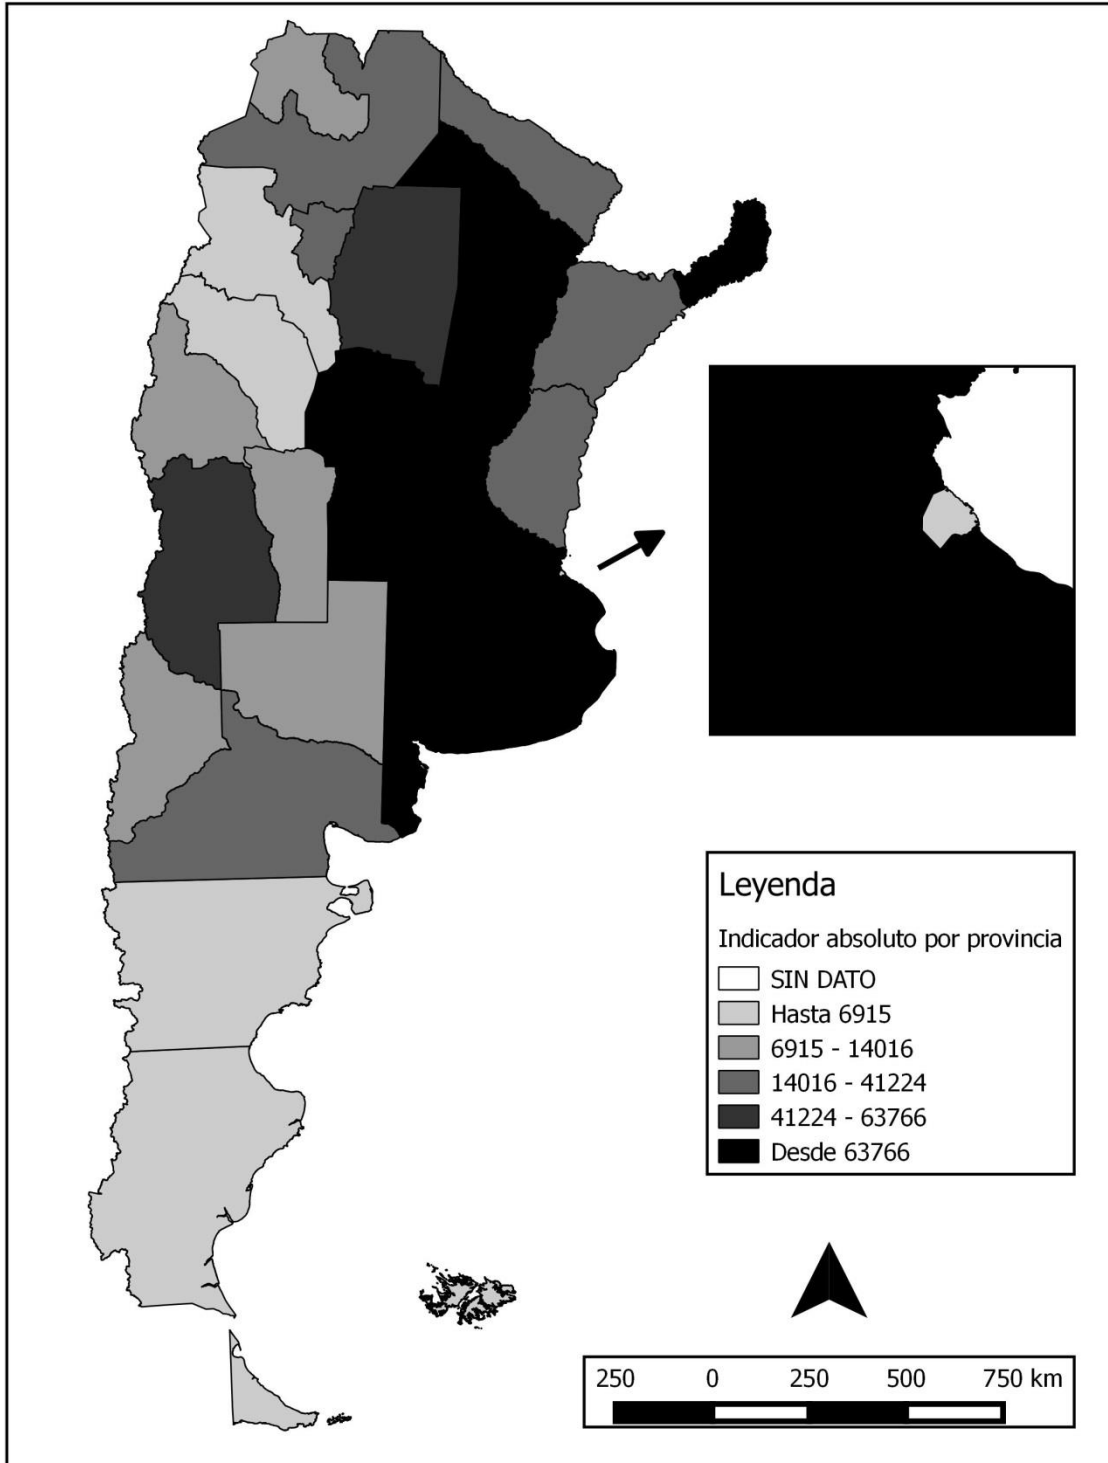 Leyenda
Indicador absoluto por provincia
SIN DATO
Hasta 6915
6915 - 14016
14016 - 41224
41224 - 63766
Desde 63766
250 0 250 500 750 km